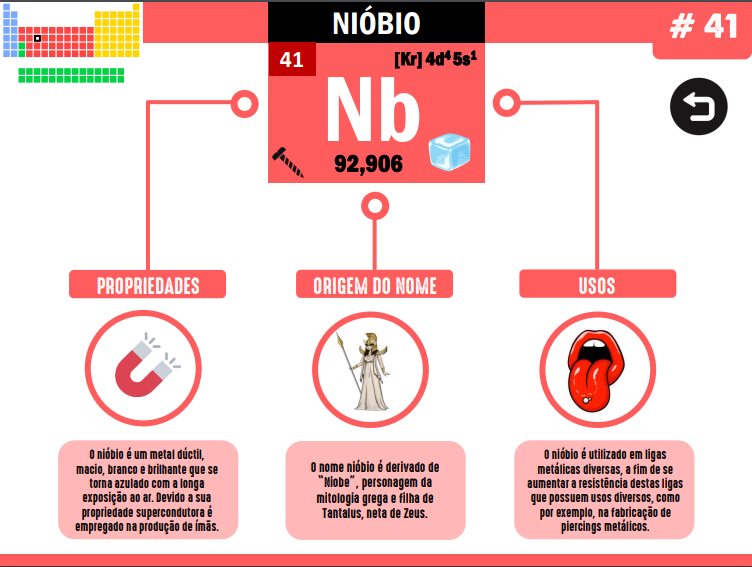 NIÓBIO
# 41
41
[Kr] 4d⁴ 5s¹
Nb
92,906
PROPRIEDADES
ORIGEM DO NOME
USOS
O nióbio é um metal dúctil,
macio, branco e brilhante que se
torna azulado com a longa
exposição ao ar. Devido a sua
propriedade supercondutora é
empregado na produção de ímãs.
O nome nióbio é derivado de
"Níobe", personagem da
mitologia grega e filha de
Tantalus, neta de Zeus.
O nióbio é utilizado em ligas
metálicas diversas, a fim de se
aumentar a resistência destas ligas
que possuem usos diversos, como
por exemplo, na fabricação de
piercings metálicos.